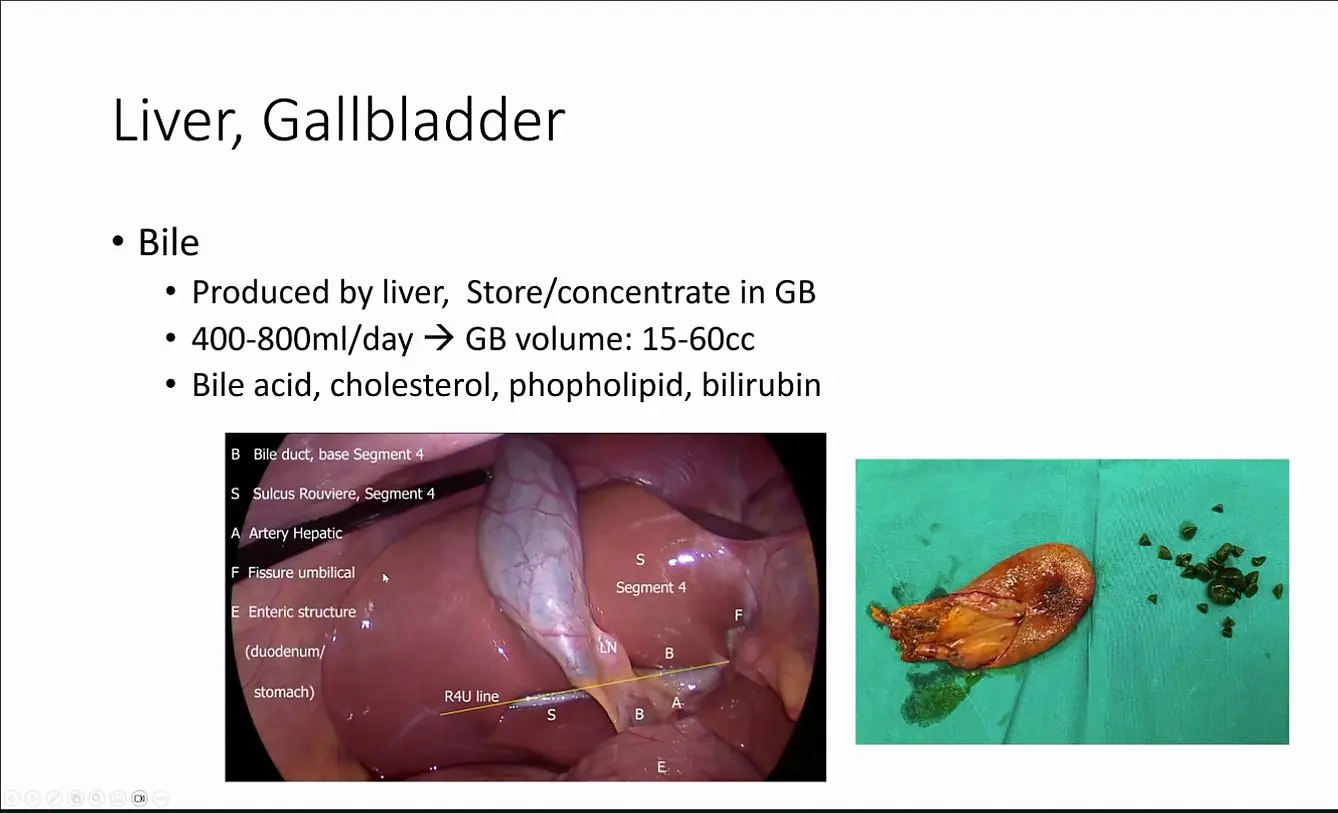 Liver, Gallbladder
• Bile
• Produced by liver,  Store/concentrate in GB
• 400-800ml/day → GB volume: 15-60cc
• Bile acid, cholesterol, phopholipid, bilirubin
B Bile duct, base Segment 4
S Sulcus Rouviere, Segment 4
A Artery Hepatic
F Fissure umbilical
E Enteric structure
(duodenum/
stomach)
S
Segment 4
F
LN
B
R4U line
S
B
A
E